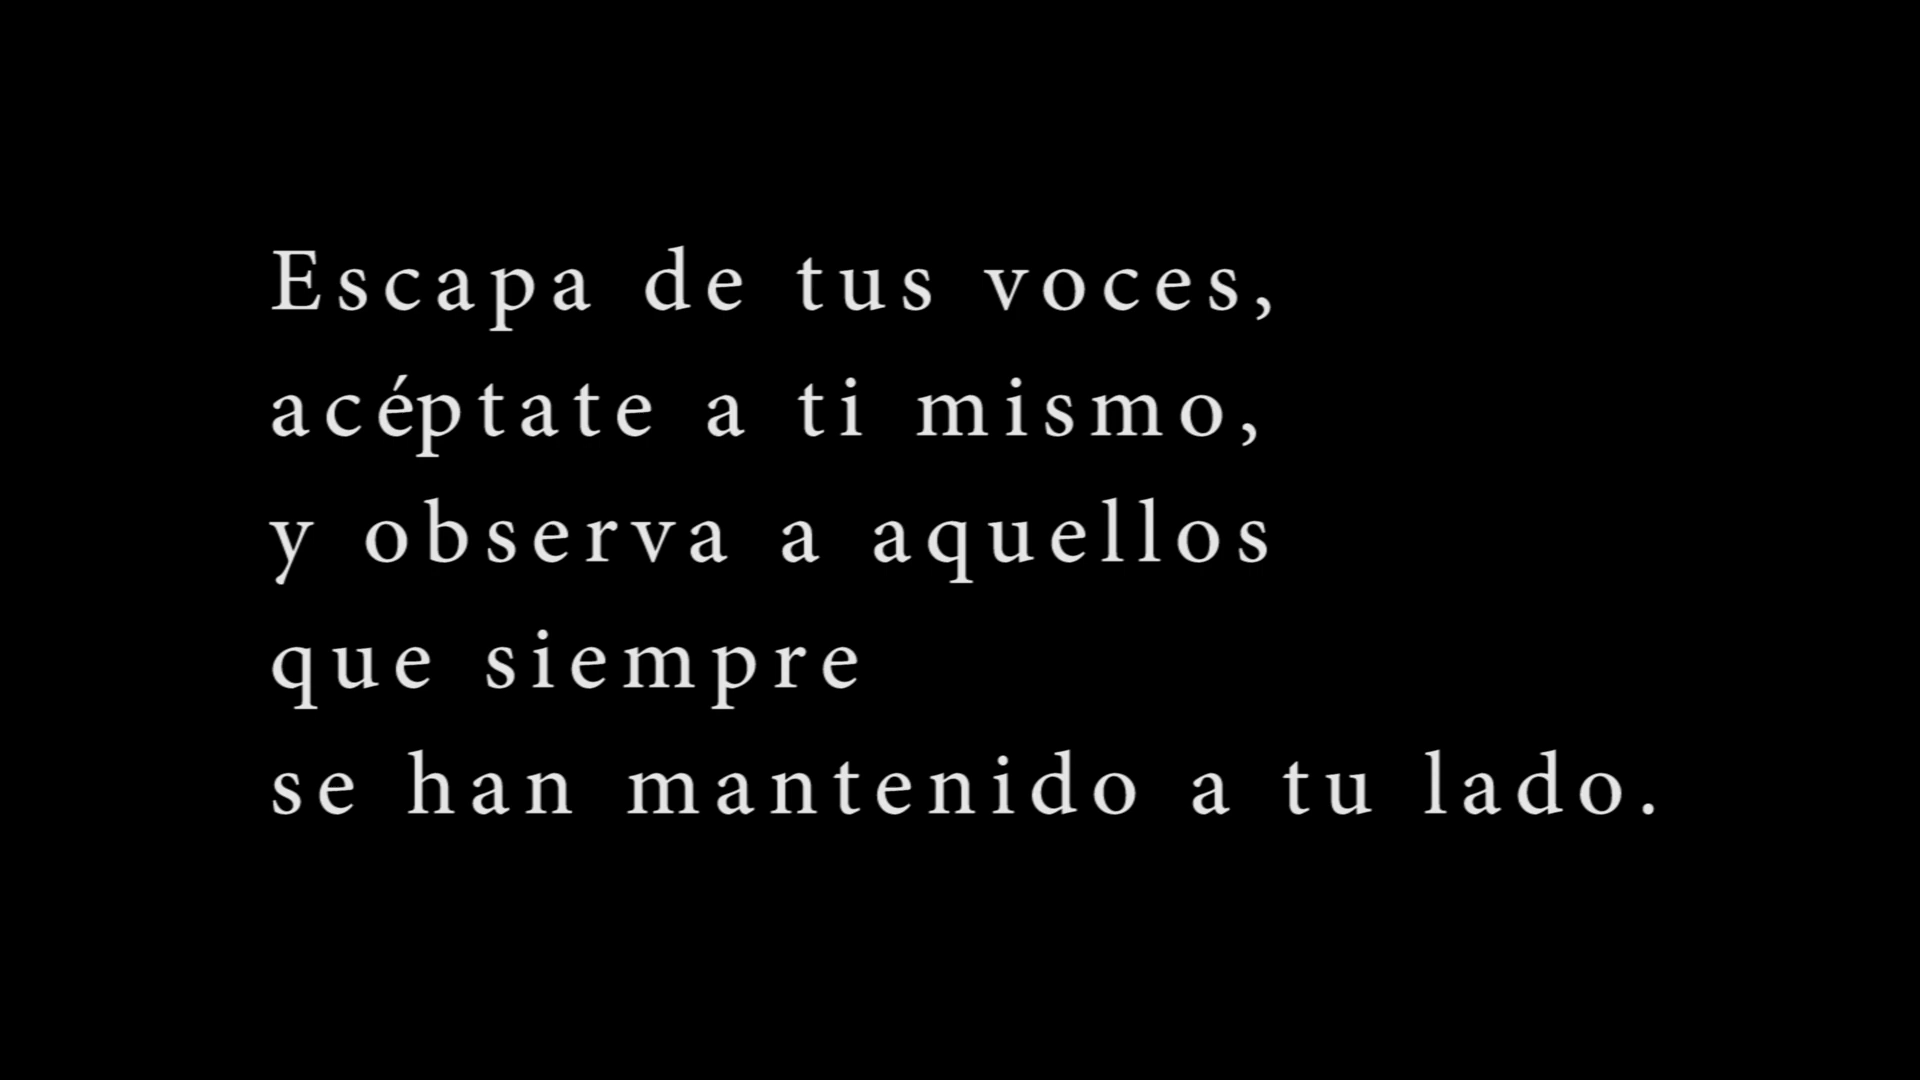 Escapa de tus voces,
acéptate a ti mismo,
y observa a aquellos
que siempre
se han mantenido a tu lado.